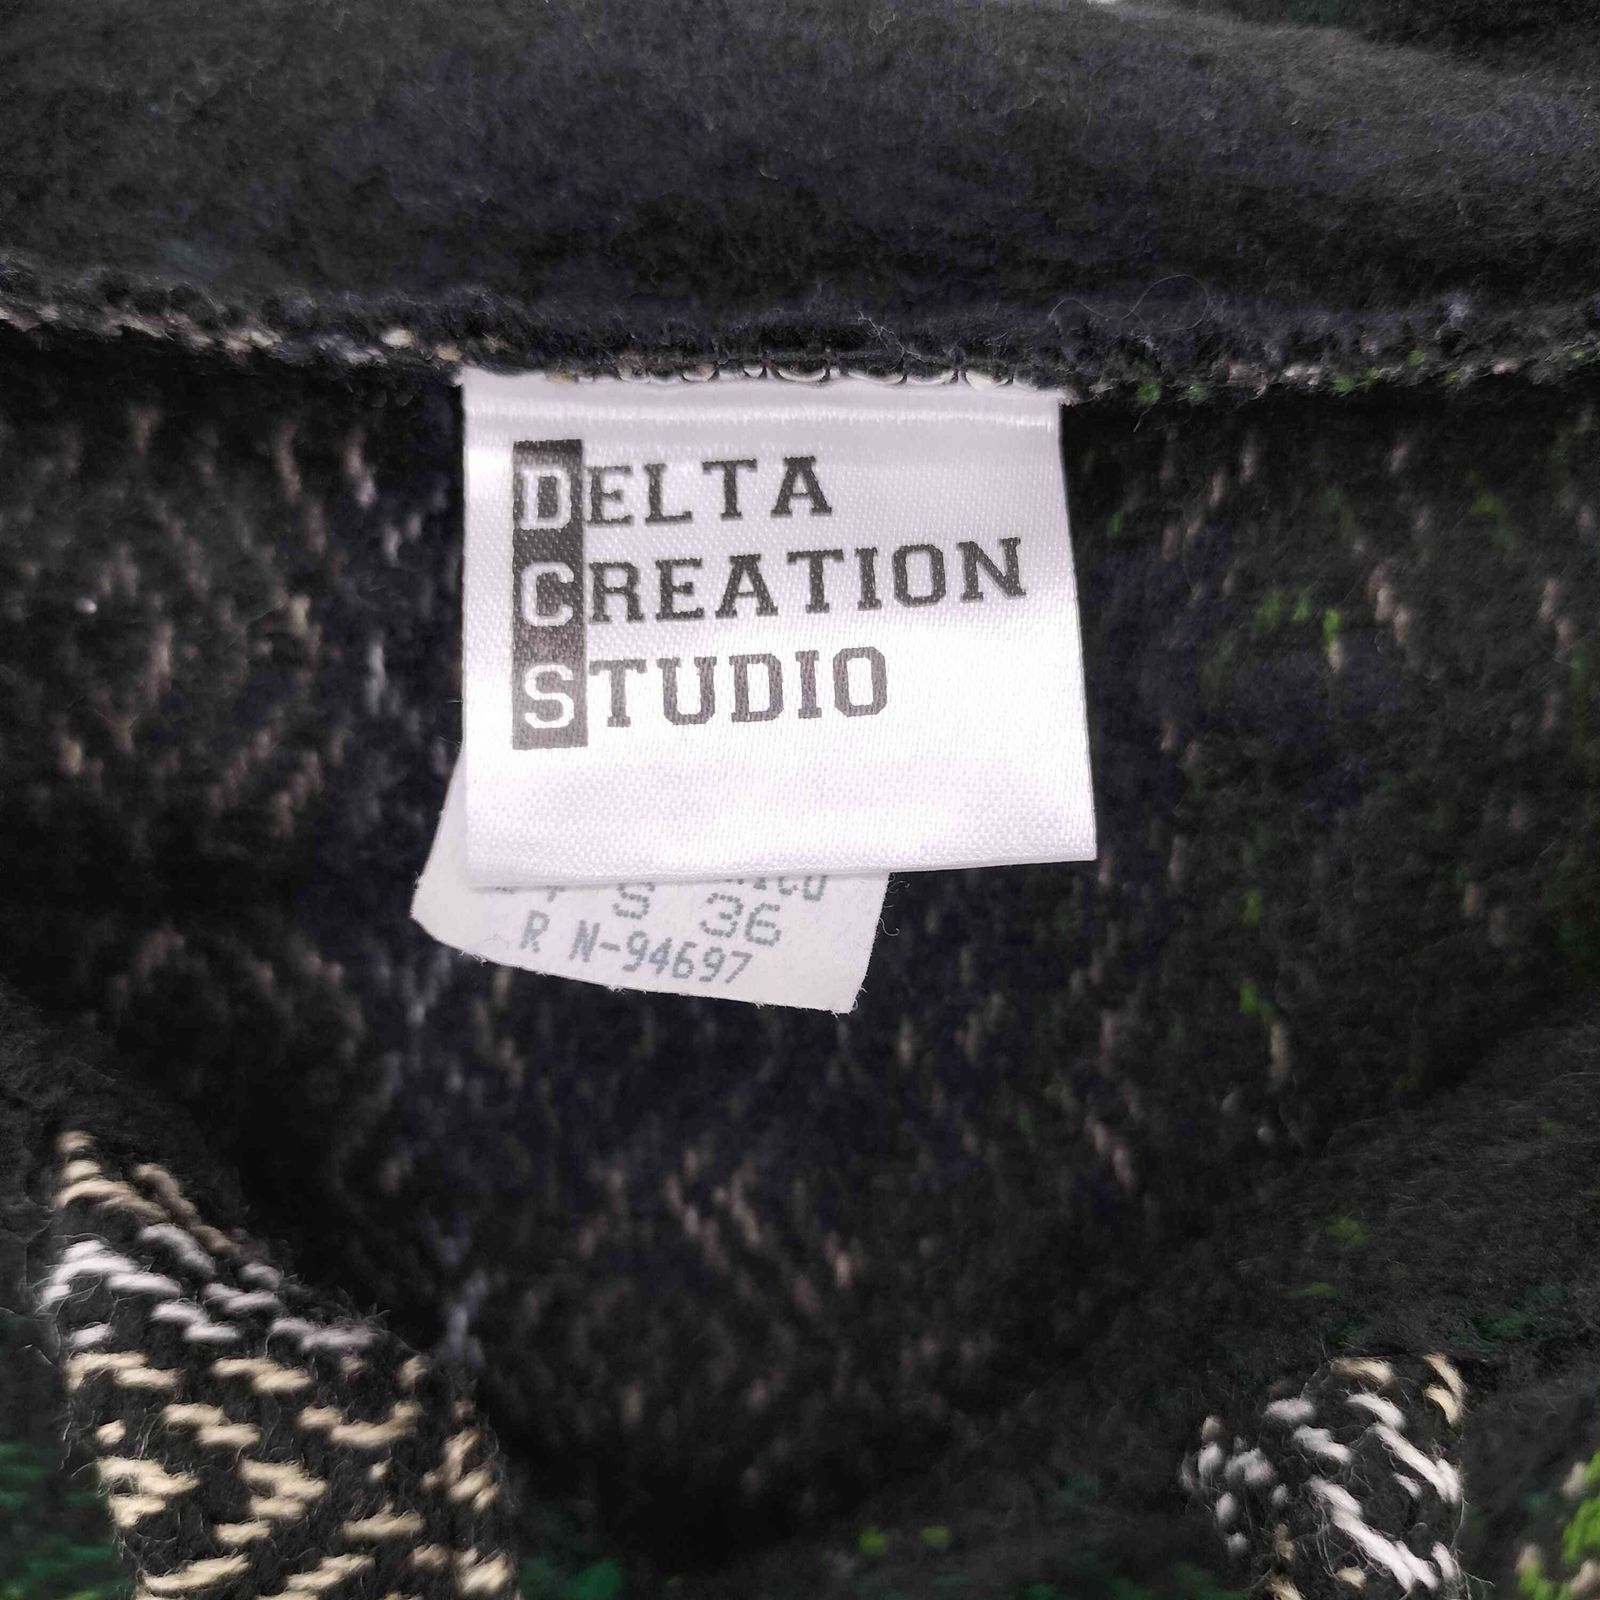 DELTA
CREATION
STUDIO
S 36
R N-94697